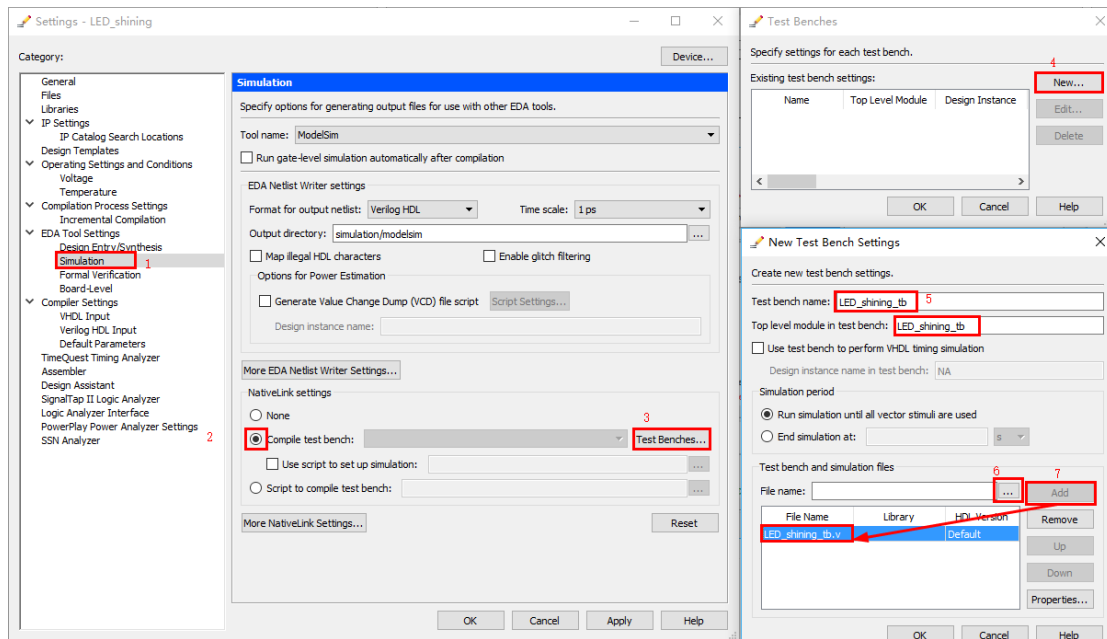 Settings - LED_shining
Category:
Device...
General
Files
Libraries
IP Settings
IP Catalog Search Locations
Design Templates
Operating Settings and Conditions
Voltage
Temperature
Compilation Process Settings
Incremental Compilation
EDA Tool Settings
Design Entry/Synthesis
Simulation 1
Formal Verification
Board-Level
Compiler Settings
VHDL Input
Verilog HDL Input
Default Parameters
TimeQuest Timing Analyzer
Assembler
Design Assistant
SignalTap II Logic Analyzer
Logic Analyzer Interface
PowerPlay Power Analyzer Settings
SSN Analyzer
Simulation
Specify options for generating output files for use with other EDA tools.
Tool name: ModelSim
Run gate-level simulation automatically after compilation
EDA Netlist Writer settings
Format for output netlist: Verilog HDL Time scale: 1 ps
Output directory: simulation/modelsim ...
Map illegal HDL characters Enable glitch filtering
Options for Power Estimation
Generate Value Change Dump (VCD) file script Script Settings...
Design instance name:
More EDA Netlist Writer Settings...
NativeLink settings
None
3
2 Compile test bench: Test Benches...
Use script to set up simulation: ...
Script to compile test bench: ...
More NativeLink Settings... Reset
OK Cancel Apply Help
Test Benches
Specify settings for each test bench.
4
Existing test bench settings: New...
Name Top Level Module Design Instance
Edit...
Delete
OK Cancel Help
New Test Bench Settings
Create new test bench settings.
Test bench name: LED_shining_tb 5
Top level module in test bench: LED_shining_tb
Use test bench to perform VHDL timing simulation
Design instance name in test bench: NA
Simulation period
Run simulation until all vector stimuli are used
End simulation at: s
Test bench and simulation files
6 7
File name: ... Add
File Name Library HDL Version
Remove
LED_shining_tb.v Default
Up
Down
Properties...
OK Cancel Help